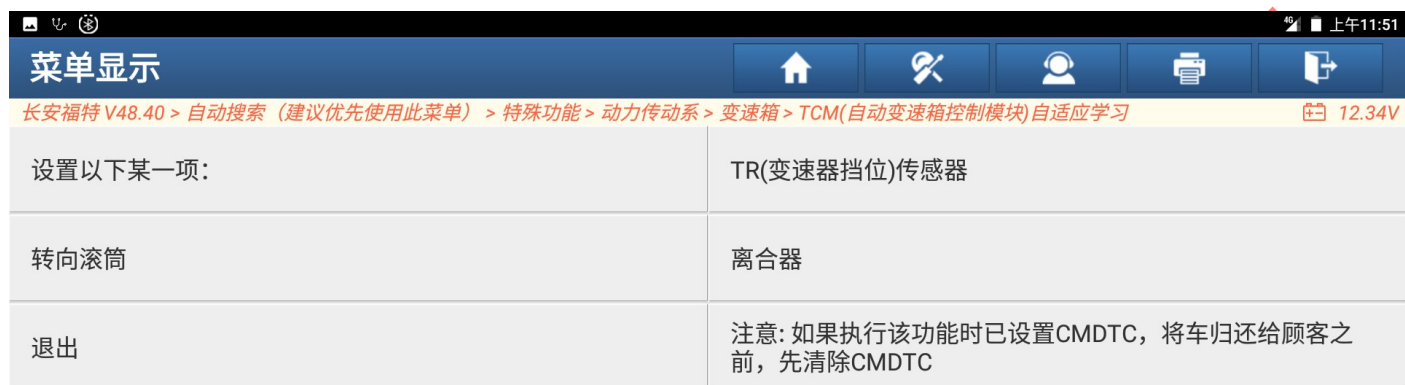 4G 上午11:51
菜单显示
长安福特 V48.40 > 自动搜索（建议优先使用此菜单） > 特殊功能 > 动力传动系 > 变速箱 > TCM(自动变速箱控制模块)自适应学习 12.34V
设置以下某一项：
TR(变速器挡位)传感器
转向滚筒
离合器
退出
注意: 如果执行该功能时已设置CMDTC，将车归还给顾客之
前，先清除CMDTC